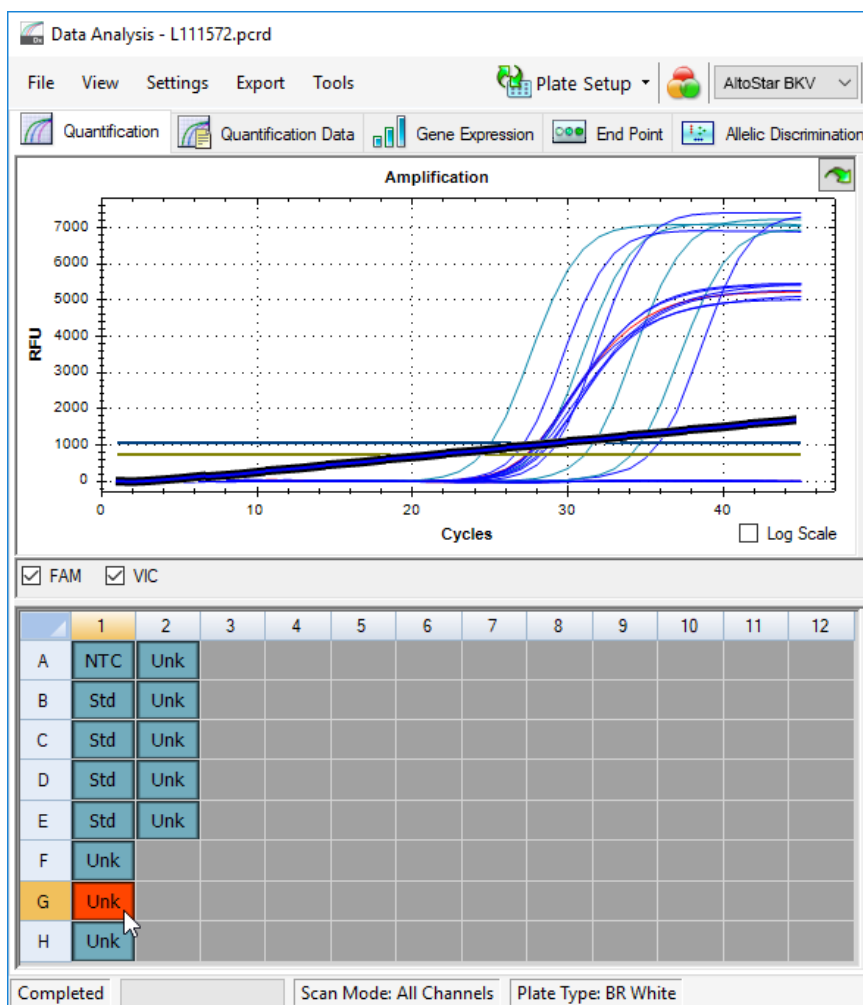 Data Analysis - L111572.pcrd
File View Settings Export Tools Plate Setup AltoStar BKV
Quantification Quantification Data Gene Expression End Point Allelic Discrimination
Amplification
7000
6000
5000
4000
3000
2000
1000
0
RFU
0 10 20 30 40
Cycles
Log Scale
FAM VIC
1 2 3 4 5 6 7 8 9 10 11 12
A NTC Unk
B Std Unk
C Std Unk
D Std Unk
E Std Unk
F Unk
G Unk
H Unk
Completed Scan Mode: All Channels Plate Type: BR White